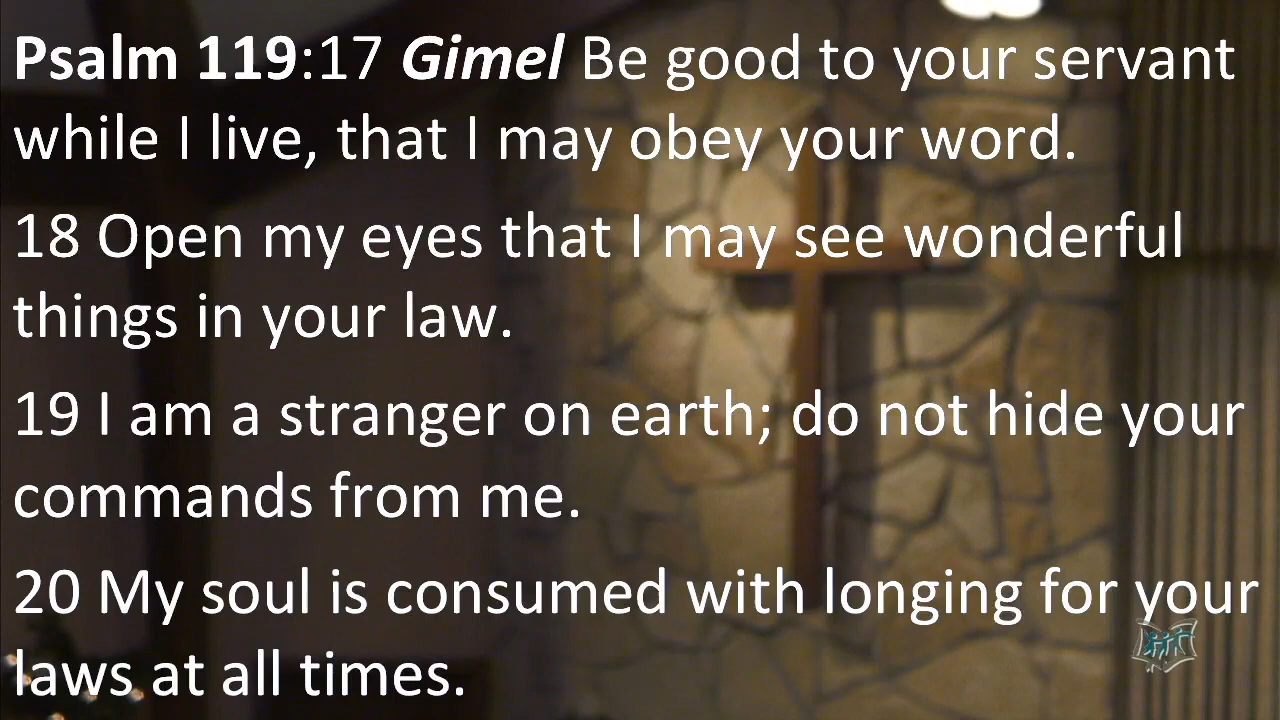 Psalm 119:17 Gimel Be good to your servant
while I live, that I may obey your word.
18 Open my eyes that I may see wonderful
things in your law.
19 I am a stranger on earth; do not hide your
commands from me.
20 My soul is consumed with longing for your
laws at all times.